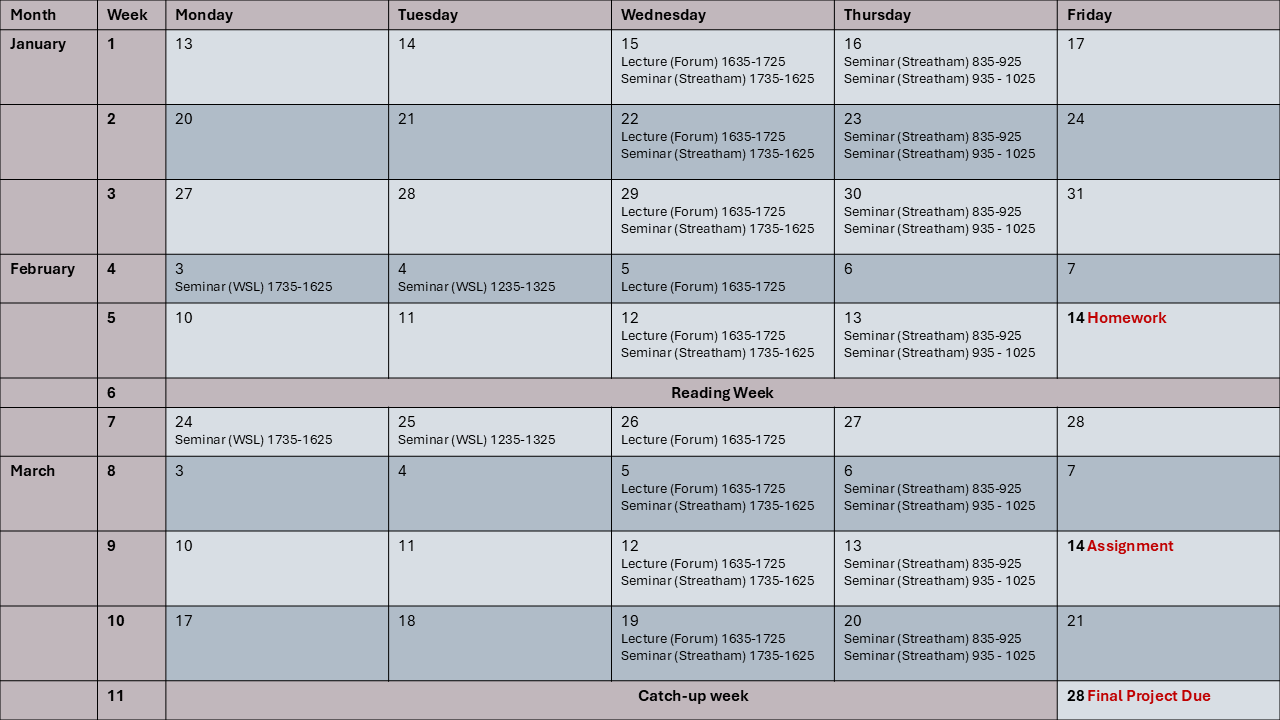 Month Week Monday Tuesday Wednesday Thursday Friday
January 1 13 14 15 16 17
Lecture (Forum) 1635-1725 Seminar (Streatham) 835-925
Seminar (Streatham) 1735-1625 Seminar (Streatham) 935 - 1025
2 20 21 22 23 24
Lecture (Forum) 1635-1725 Seminar (Streatham) 835-925
Seminar (Streatham) 1735-1625 Seminar (Streatham) 935 - 1025
3 27 28 29 30 31
Lecture (Forum) 1635-1725 Seminar (Streatham) 835-925
Seminar (Streatham) 1735-1625 Seminar (Streatham) 935 - 1025
February 4 3 4 5 6 7
Seminar (WSL) 1735-1625 Seminar (WSL) 1235-1325 Lecture (Forum) 1635-1725
5 10 11 12 13 14 Homework
Lecture (Forum) 1635-1725 Seminar (Streatham) 835-925
Seminar (Streatham) 1735-1625 Seminar (Streatham) 935 - 1025
6 Reading Week
7 24 25 26 27 28
Seminar (WSL) 1735-1625 Seminar (WSL) 1235-1325 Lecture (Forum) 1635-1725
March 8 3 4 5 6 7
Lecture (Forum) 1635-1725 Seminar (Streatham) 835-925
Seminar (Streatham) 1735-1625 Seminar (Streatham) 935 - 1025
9 10 11 12 13 14 Assignment
Lecture (Forum) 1635-1725 Seminar (Streatham) 835-925
Seminar (Streatham) 1735-1625 Seminar (Streatham) 935 - 1025
10 17 18 19 20 21
Lecture (Forum) 1635-1725 Seminar (Streatham) 835-925
Seminar (Streatham) 1735-1625 Seminar (Streatham) 935 - 1025
11 Catch-up week 28 Final Project Due